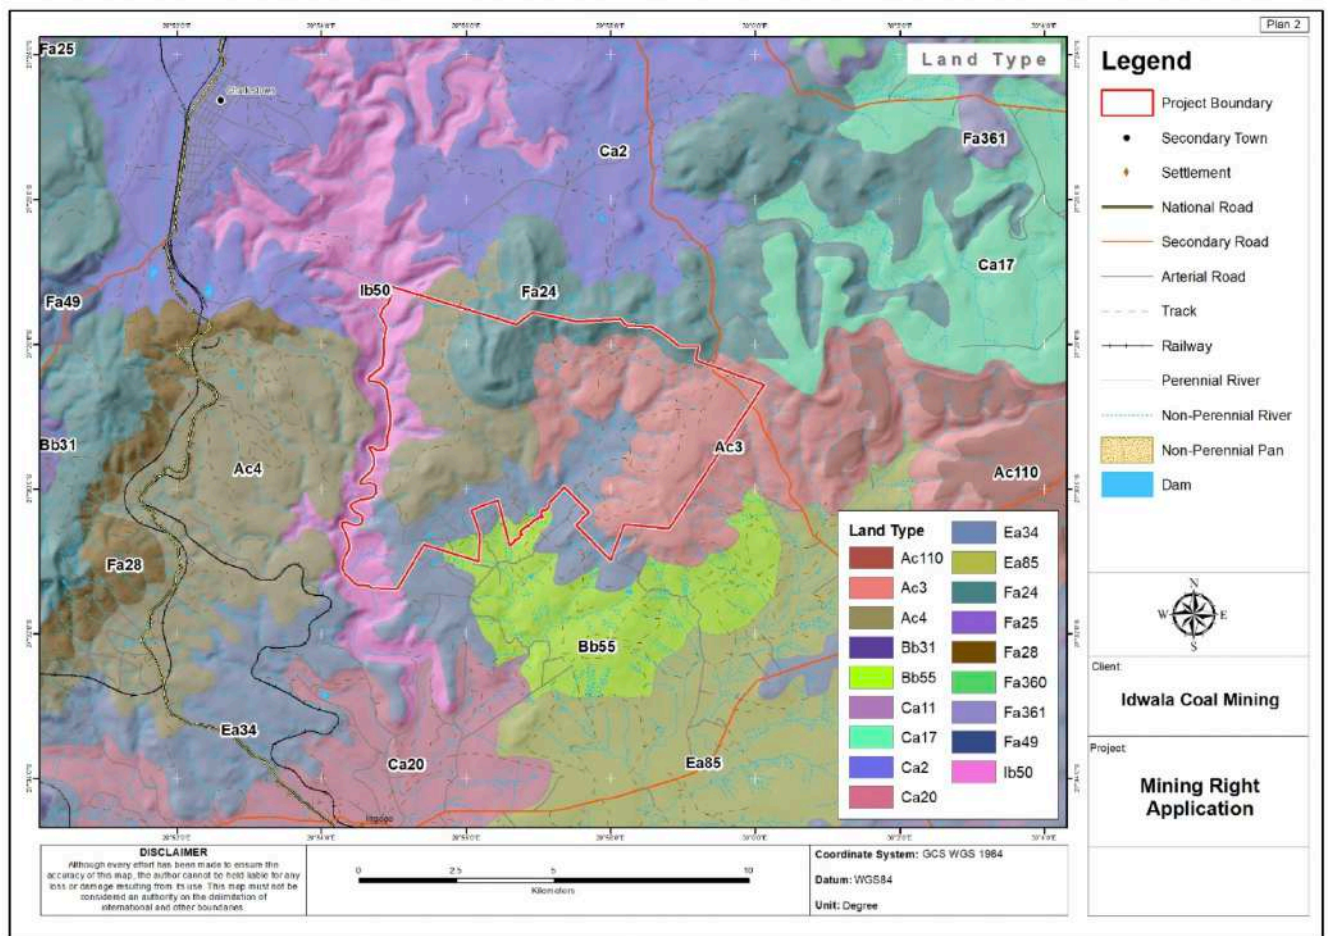 Plan 2
Land Type
Fa25
Ca2
Fa361
Ca17
Ib50
Fa24
Fa49
Bb31
Ac4
Ac3
Ac110
Fa28
Bb55
Ea34
Ca20
Ea85
Land Type
Ac110
Ac3
Ac4
Bb31
Bb55
Ca11
Ca17
Ca2
Ca20
Ea34
Ea85
Fa24
Fa25
Fa28
Fa360
Fa361
Fa49
Ib50
Legend
Project Boundary
Secondary Town
Settlement
National Road
Secondary Road
Arterial Road
Track
Railway
Perennial River
Non-Perennial River
Non-Perennial Pan
Dam
N
W E
S
Client:
Idwala Coal Mining
Project:
Mining Right
Application
DISCLAIMER
Although every effort has been made to ensure the
accuracy of this map, the author cannot be held liable for any
loss or damage resulting from its use. This map must not be
considered an authority on the delimitation of
international and other boundaries
0 2.5 5 10
Kilometers
Coordinate System: GCS WGS 1984
Datum: WGS84
Unit: Degree